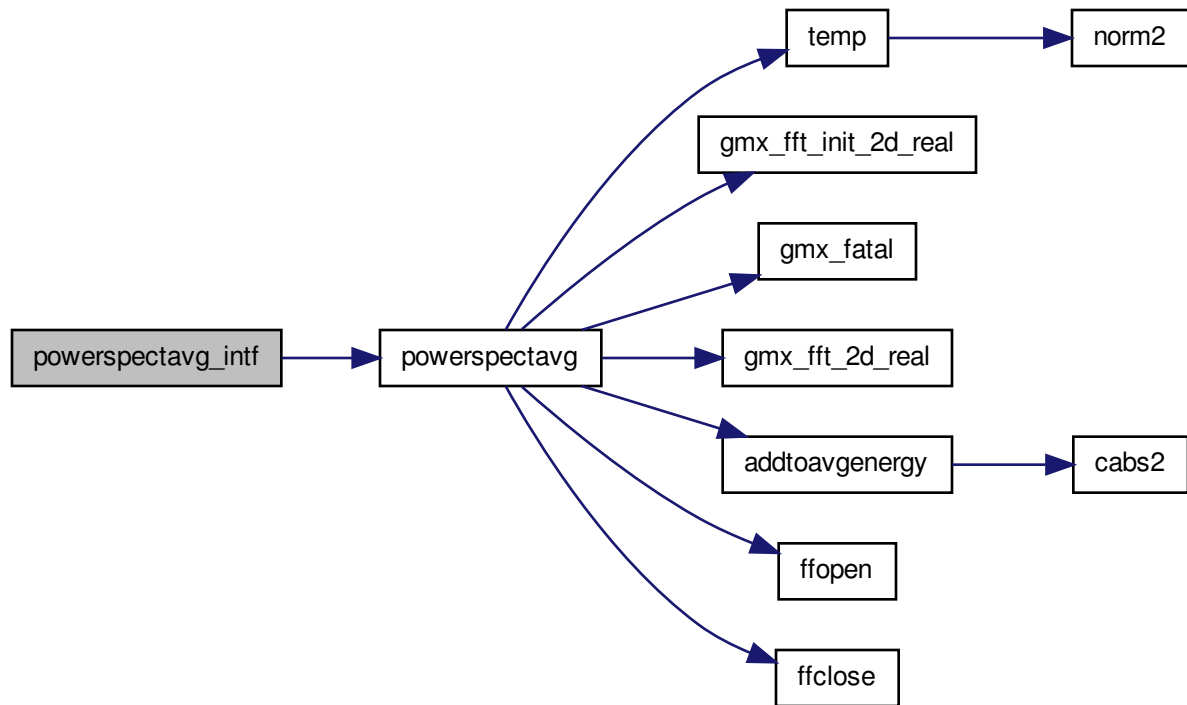 temp
norm2
gmx_fft_init_2d_real
gmx_fatal
powerspectavg_intf
powerspectavg
gmx_fft_2d_real
addtoavgenergy
cabs2
ffopen
ffclose